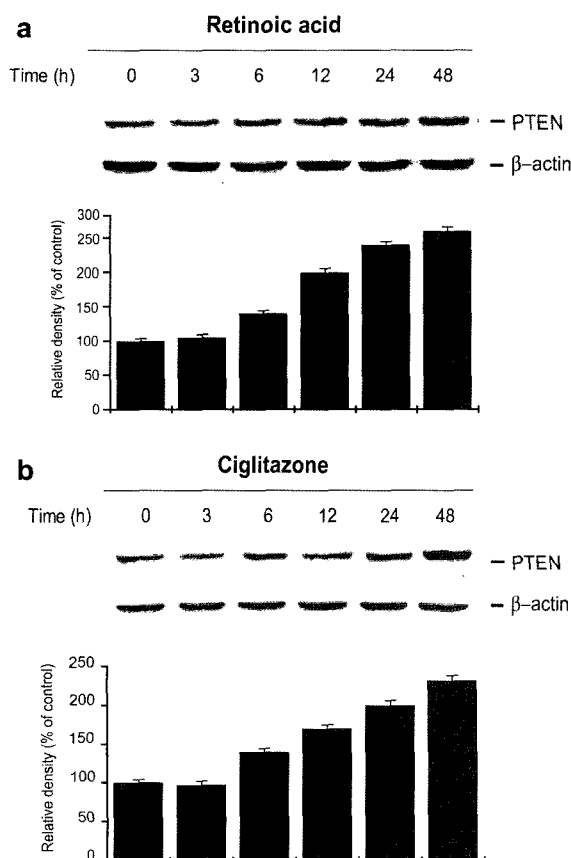 a
Retinoic acid
Time (h) 0 3 6 12 24 48
– PTEN
– β–actin
Relative density (% of control)
300
250
200
150
100
50
0
b
Ciglitazone
Time (h) 0 3 6 12 24 48
– PTEN
– β–actin
Relative density (% of control)
250
200
150
100
50
0